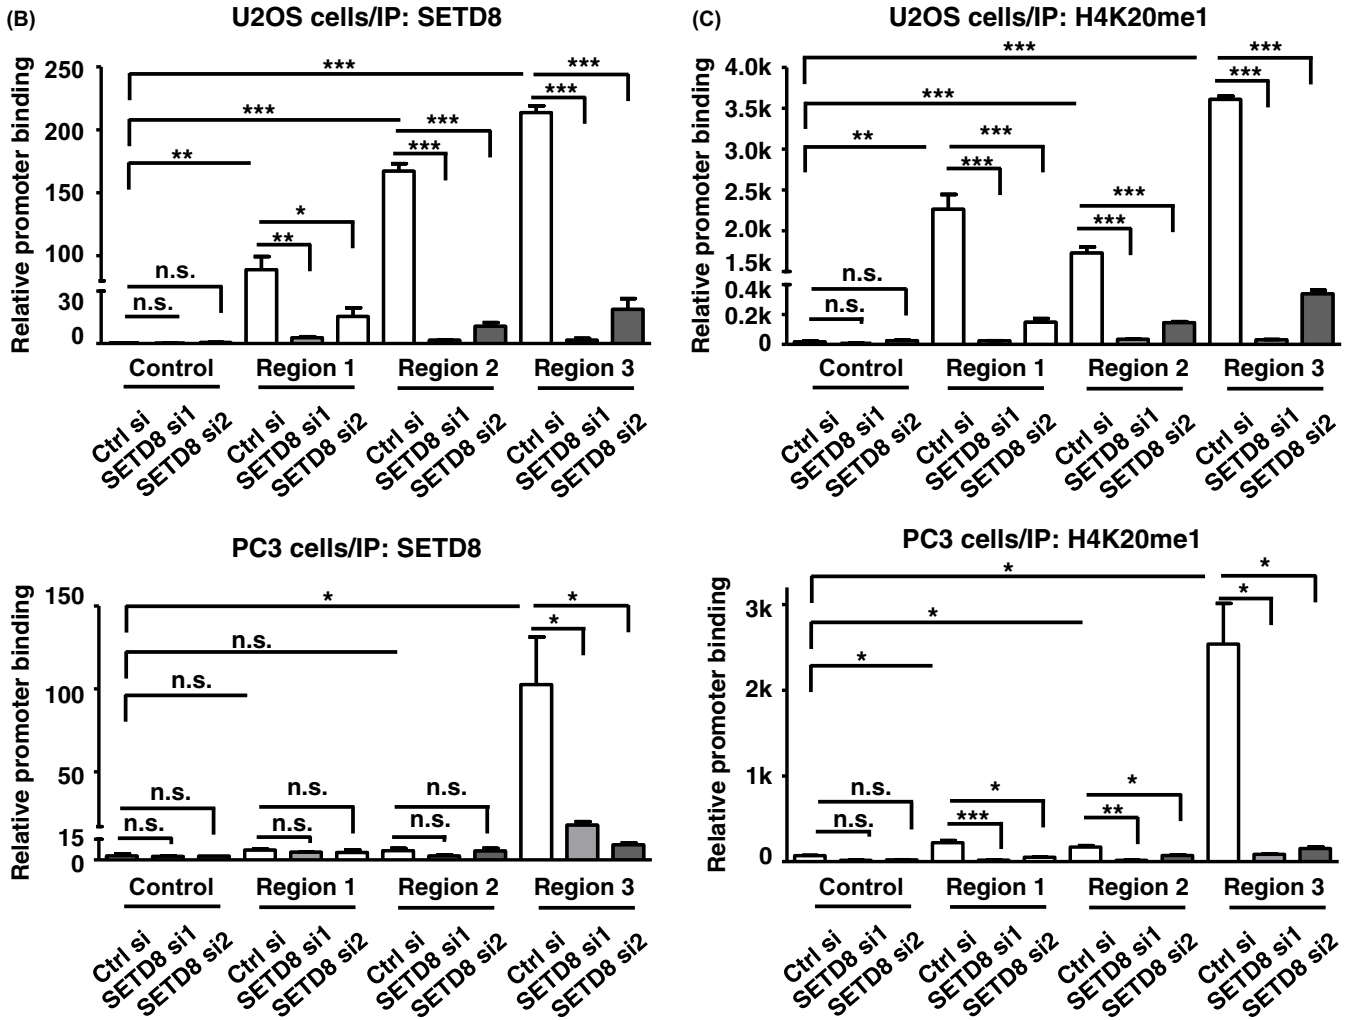 (B)
U2OS cells/IP: SETD8
Relative promoter binding
250
200
150
100
30
0
***
***
**
n.s.
n.s.
*
**
***
***
***
***
Control
Region 1
Region 2
Region 3
Ctrl si
SETD8 si1
SETD8 si2
Ctrl si
SETD8 si1
SETD8 si2
Ctrl si
SETD8 si1
SETD8 si2
Ctrl si
SETD8 si1
SETD8 si2
(C)
U2OS cells/IP: H4K20me1
Relative promoter binding
4.0k
3.5k
3.0k
2.5k
2.0k
1.5k
0.4k
0.2k
0
***
***
**
n.s.
n.s.
***
***
***
***
***
***
Control
Region 1
Region 2
Region 3
Ctrl si
SETD8 si1
SETD8 si2
Ctrl si
SETD8 si1
SETD8 si2
Ctrl si
SETD8 si1
SETD8 si2
Ctrl si
SETD8 si1
SETD8 si2
PC3 cells/IP: SETD8
Relative promoter binding
150
100
50
15
0
*
n.s.
n.s.
n.s.
n.s.
n.s.
n.s.
n.s.
n.s.
*
*
Control
Region 1
Region 2
Region 3
Ctrl si
SETD8 si1
SETD8 si2
Ctrl si
SETD8 si1
SETD8 si2
Ctrl si
SETD8 si1
SETD8 si2
Ctrl si
SETD8 si1
SETD8 si2
PC3 cells/IP: H4K20me1
Relative promoter binding
3k
2k
1k
0
*
*
*
n.s.
n.s.
*
***
*
**
*
*
Control
Region 1
Region 2
Region 3
Ctrl si
SETD8 si1
SETD8 si2
Ctrl si
SETD8 si1
SETD8 si2
Ctrl si
SETD8 si1
SETD8 si2
Ctrl si
SETD8 si1
SETD8 si2